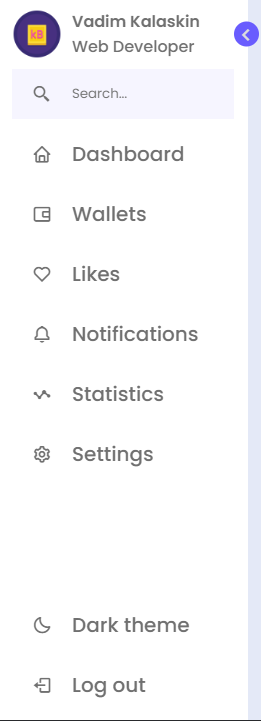 kB
Vadim Kalaskin
Web Developer
Search...
Dashboard
Wallets
Likes
Notifications
Statistics
Settings
Dark theme
Log out